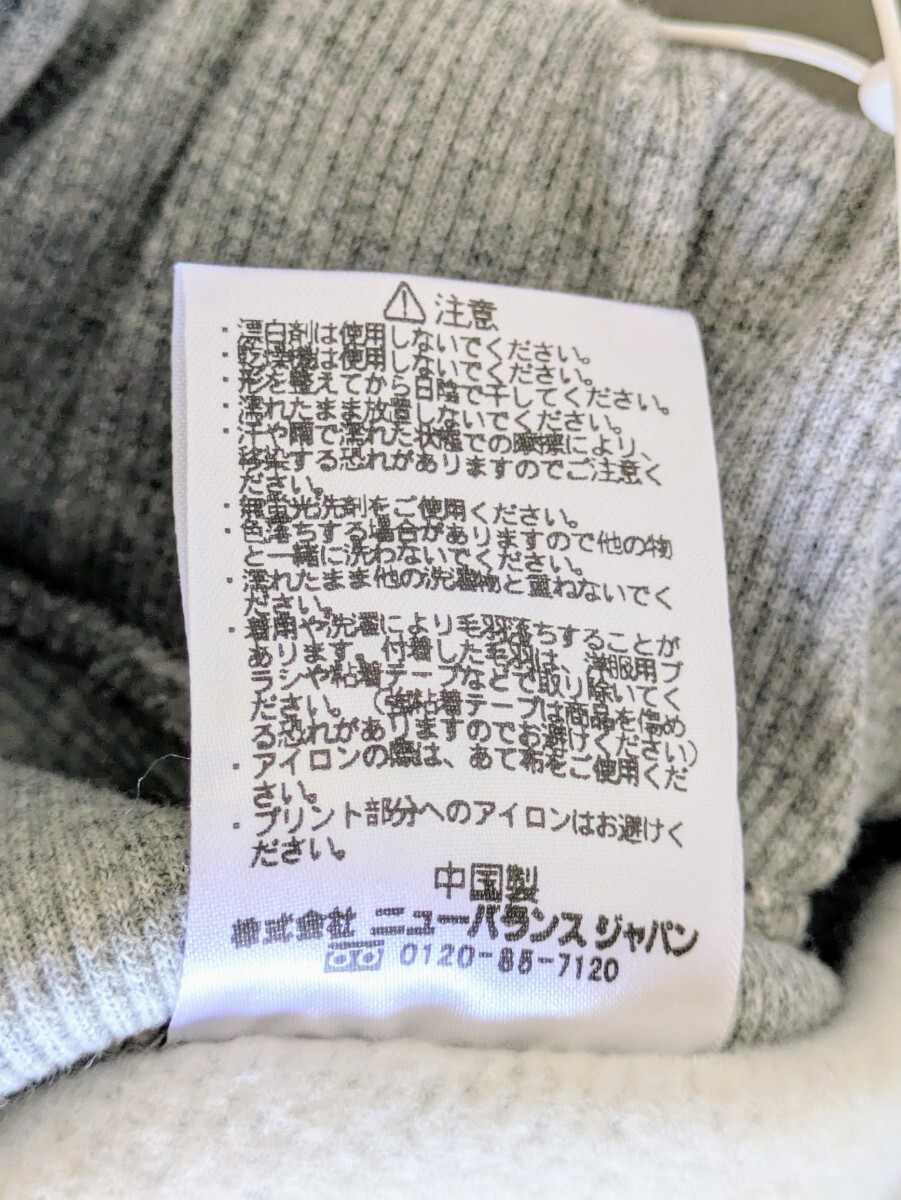 注意
・漂白剤は使用しないでください。
・乾燥機は使用しないでください。
・形を整えてから日陰で干してください。
・濡れたまま放置しないでください。
・汗や雨で濡れた状態での摩擦により、
移染する恐れがありますのでご注意く
ださい。
・無蛍光洗剤をご使用ください。
・色落ちする場合がありますので他の物
と一緒に洗わないでください。
・濡れたまま他の洗濯物と重ねないでく
ださい。
・着用や洗濯により毛羽落ちすることが
あります。付着した毛羽は、洋服用ブ
ラシや粘着テープなどで取り除いてく
ださい。（強粘着テープは商品を傷め
る恐れがありますのでお避けください）
・アイロンの際は、あて布をご使用くだ
さい。
・プリント部分へのアイロンはお避けく
ださい。
中国製
株式会社 ニューバランス ジャパン
0120-85-7120